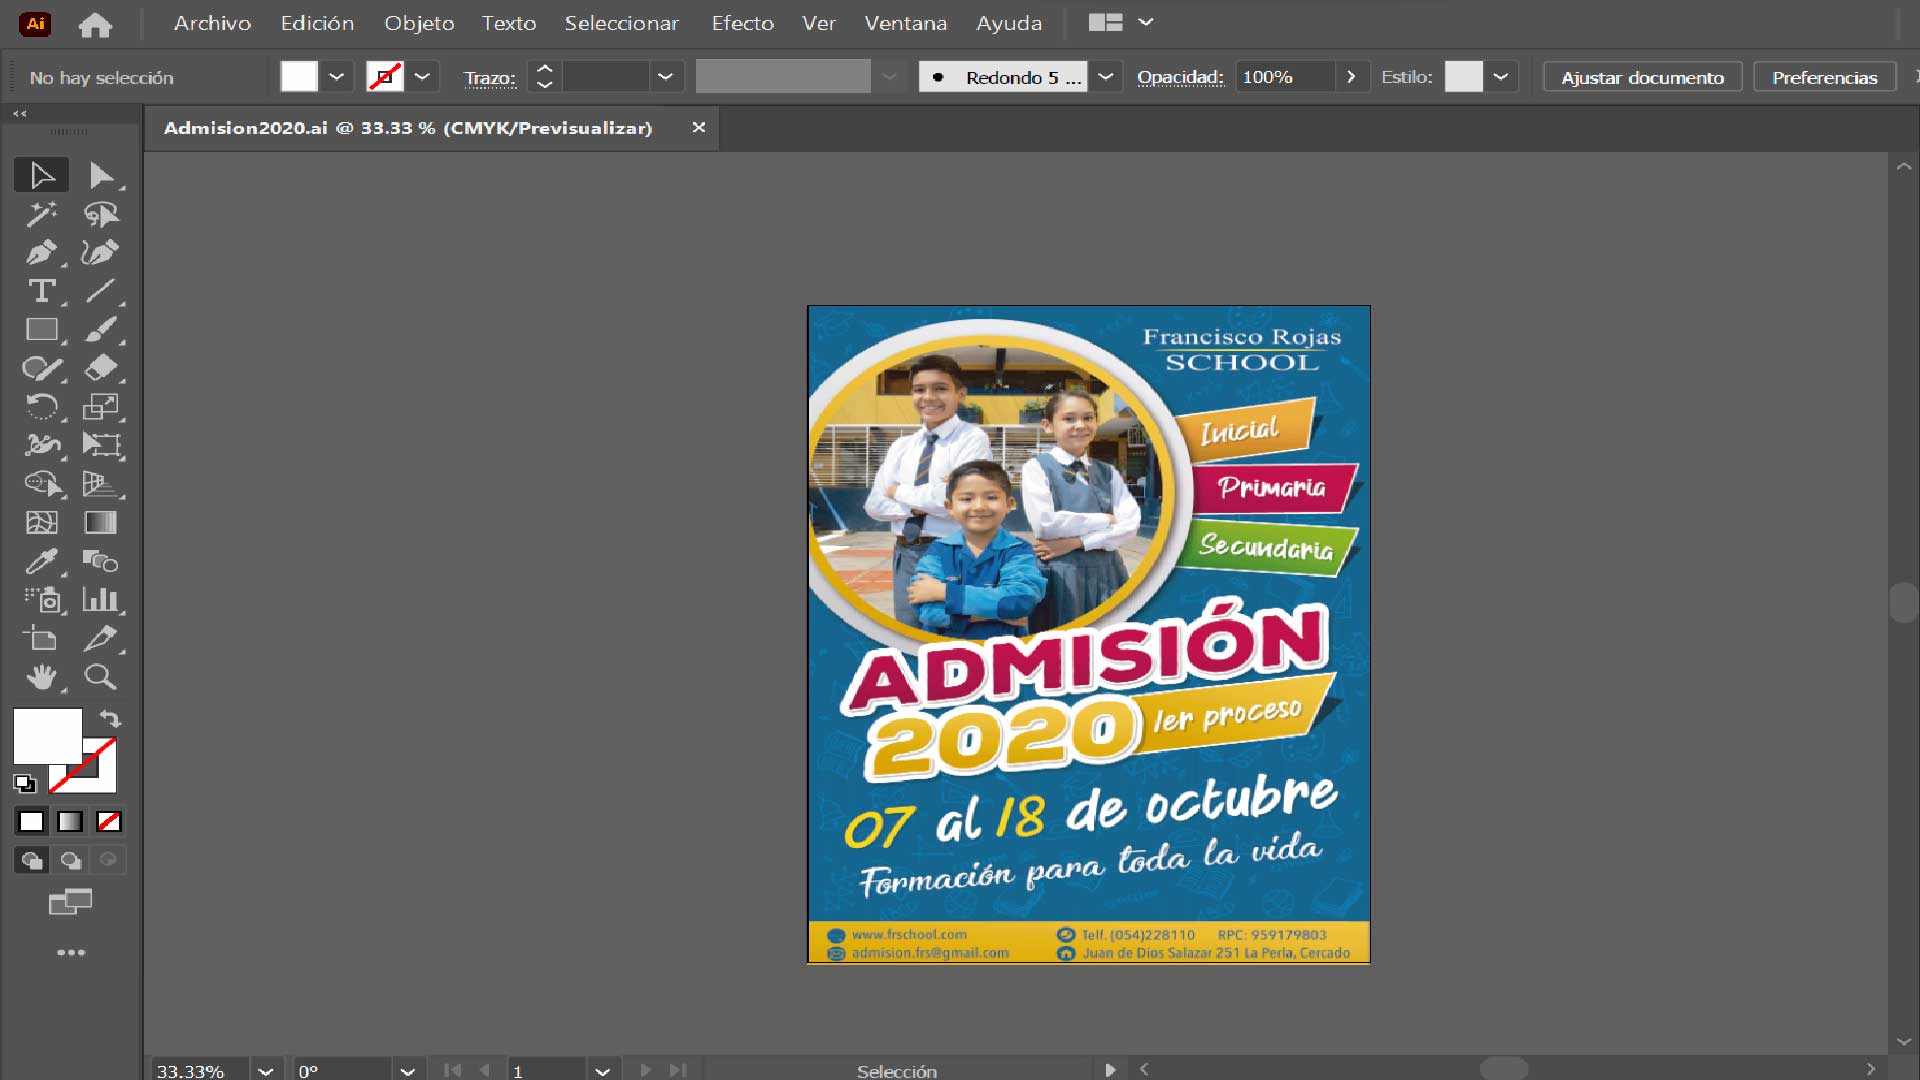 Ai Archivo Edición Objeto Texto Seleccionar Efecto Ver Ventana Ayuda
No hay selección Trazo: Redondo 5 ... Opacidad: 100% Estilo: Ajustar documento Preferencias
Admision2020.ai @ 33.33 % (CMYK/Previsualizar)
Francisco Rojas
SCHOOL
Inicial
Primaria
Secundaria
ADMISIÓN
2020 1er proceso
07 al 18 de octubre
Formación para toda la vida
www.frschool.com Telf. (054)228110 RPC: 959179803
admision.frs@gmail.com Juan de Dios Salazar 251 La Perla, Cercado
33.33% 0° 1 Selección